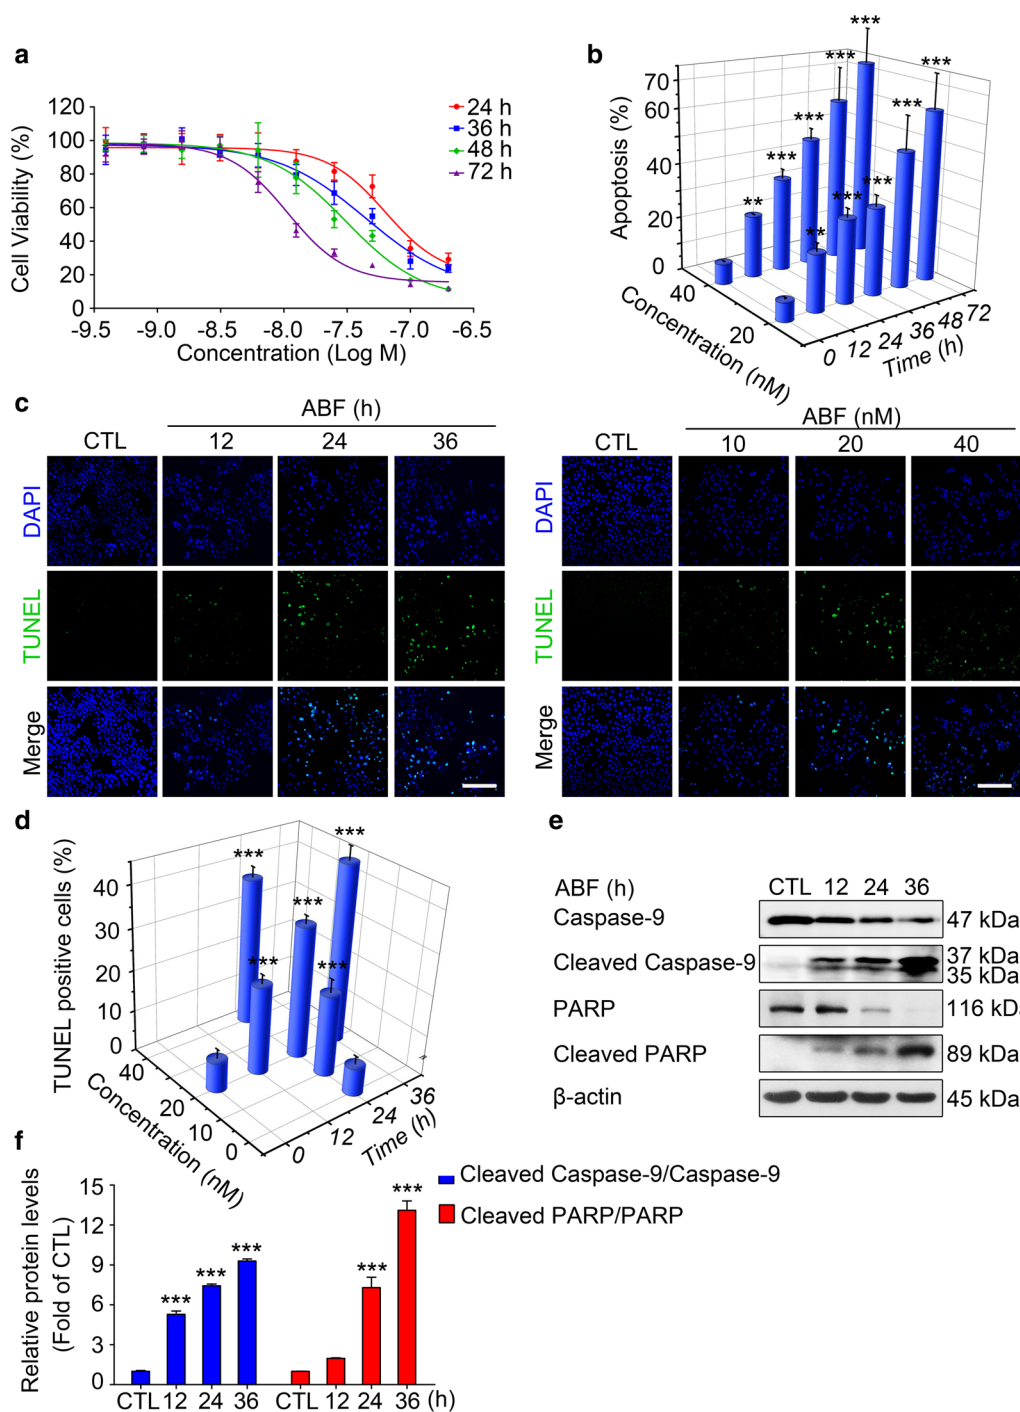 a
Cell Viability (%)
120
100
80
60
40
20
0
-9.5 -9.0 -8.5 -8.0 -7.5 -7.0 -6.5
Concentration (Log M)
24 h
36 h
48 h
72 h
b
Apoptosis (%)
70
60
40
20
0
*** *** *** *** ** *** *** *** *** **
40
20
Concentration (nM)
0 12 24 36 48 72
Time (h)
c
ABF (h)
CTL 12 24 36
DAPI
TUNEL
Merge
ABF (nM)
CTL 10 20 40
DAPI
TUNEL
Merge
d
TUNEL positive cells (%)
40
30
20
10
0
*** *** *** *** ***
40
20
10
0
Concentration (nM)
0 12 24 36
Time (h)
e
ABF (h) CTL 12 24 36
Caspase-9 47 kDa
Cleaved Caspase-9 37 kDa
35 kDa
PARP 116 kDa
Cleaved PARP 89 kDa
β-actin 45 kDa
f
Relative protein levels
(Fold of CTL)
15
12
9
6
3
0
*** *** *** *** ***
CTL 12 24 36 CTL 12 24 36 (h)
Cleaved Caspase-9/Caspase-9
Cleaved PARP/PARP